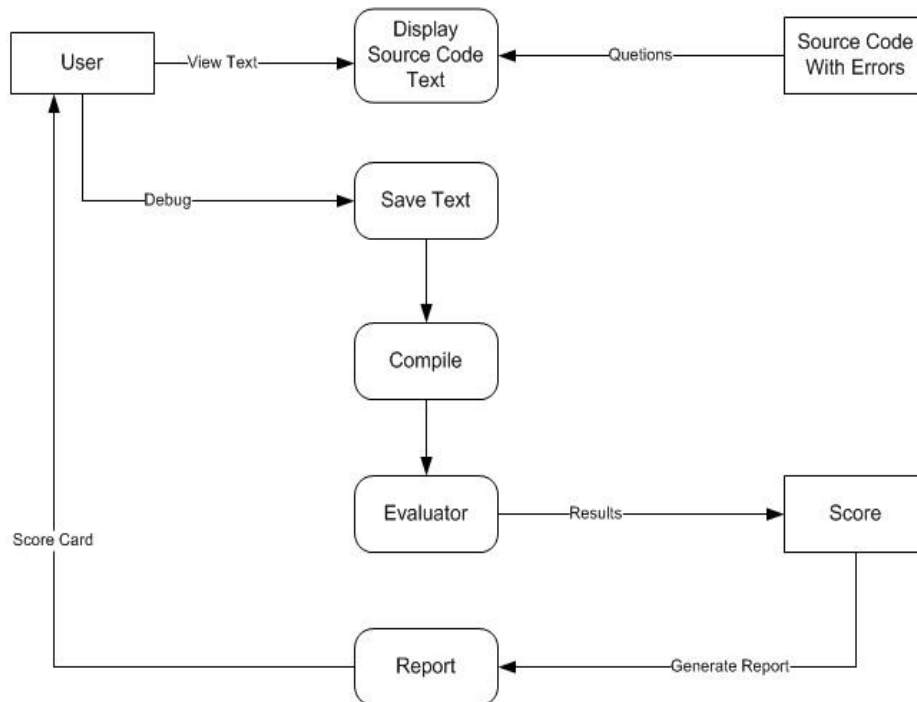 User
View Text
Display
Source Code
Text
Quetions
Source Code
With Errors
Debug
Save Text
Compile
Evaluator
Results
Score
Score Card
Report
Generate Report